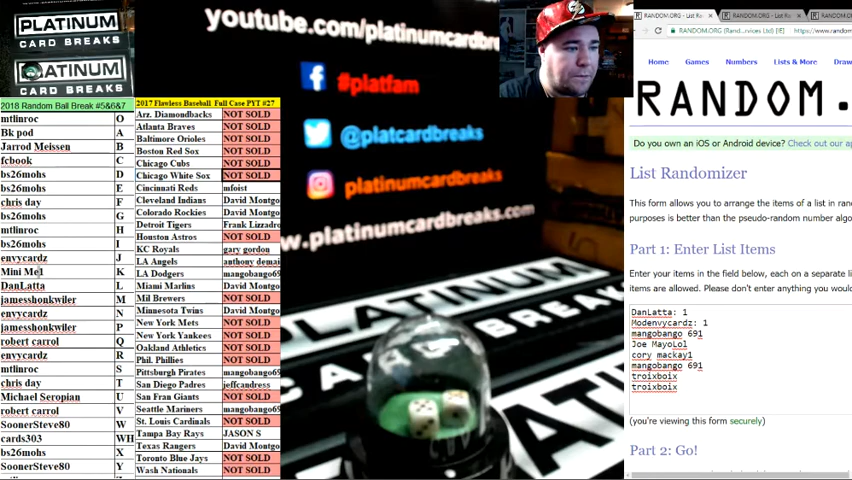 PLATINUM
CARD BREAKS
PLATINUM
CARD BREAKS
youtube.com/platinumcardbre
#platfam
@platcardbreaks
platinumcardbreaks
w.platinumcardbreaks.com
2018 Random Ball Break #5&6&7
mtlinroc O
Bk pod A
Jarrod Meissen B
fcbook C
bs26mohs D
bs26mohs E
chris day F
bs26mohs G
mtlinroc H
bs26mohs I
envycardz J
Mini Me1 K
DanLatta L
jamesshonkwiler M
envycardz N
jamesshonkwiler P
robert carrol Q
envycardz R
mtlinroc S
chris day T
Michael Seropian U
robert carrol V
SoonerSteve80 W
cards303 WH
bs26mohs X
SoonerSteve80 Y
2017 Flawless Baseball Full Case PYT #27
Arz. Diamondbacks NOT SOLD
Atlanta Braves NOT SOLD
Baltimore Orioles NOT SOLD
Boston Red Sox NOT SOLD
Chicago Cubs NOT SOLD
Chicago White Sox NOT SOLD
Cincinnati Reds mfoist
Cleveland Indians David Montgo
Colorado Rockies David Montgo
Detroit Tigers Frank Lizzadro
Houston Astros NOT SOLD
KC Royals gary gordon
LA Angels anthony demai
LA Dodgers mangobango69
Miami Marlins David Montgo
Mil Brewers NOT SOLD
Minnesota Twins David Montgo
New York Mets NOT SOLD
New York Yankees NOT SOLD
Oakland Athletics NOT SOLD
Phil. Phillies NOT SOLD
Pittsburgh Pirates mangobango69
San Diego Padres jeffcandress
San Fran Giants NOT SOLD
Seattle Mariners mangobango69
St. Louis Cardinals NOT SOLD
Tampa Bay Rays JASON S
Texas Rangers David Montgo
Toronto Blue Jays NOT SOLD
Wash Nationals NOT SOLD
PLATINUM
CARD BREAKS
RANDOM.ORG - List R
RANDOM.ORG - List R
RANDOM.ORG
RANDOM.ORG (Rand...rvices Ltd) [IE]
https://www.random
Home Games Numbers Lists & More Draw
RANDOM.
Do you own an iOS or Android device? Check out our a
List Randomizer
This form allows you to arrange the items of a list in ran
purposes is better than the pseudo-random number algo
Part 1: Enter List Items
Enter your items in the field below, each on a separate li
items are allowed. Please don't enter anything you would
DanLatta: 1
Modenvycardz: 1
mangobango 691
Joe MayoLol
cory mackay1
mangobango 691
troixboix
troixboix
(you're viewing this form securely)
Part 2: Go!